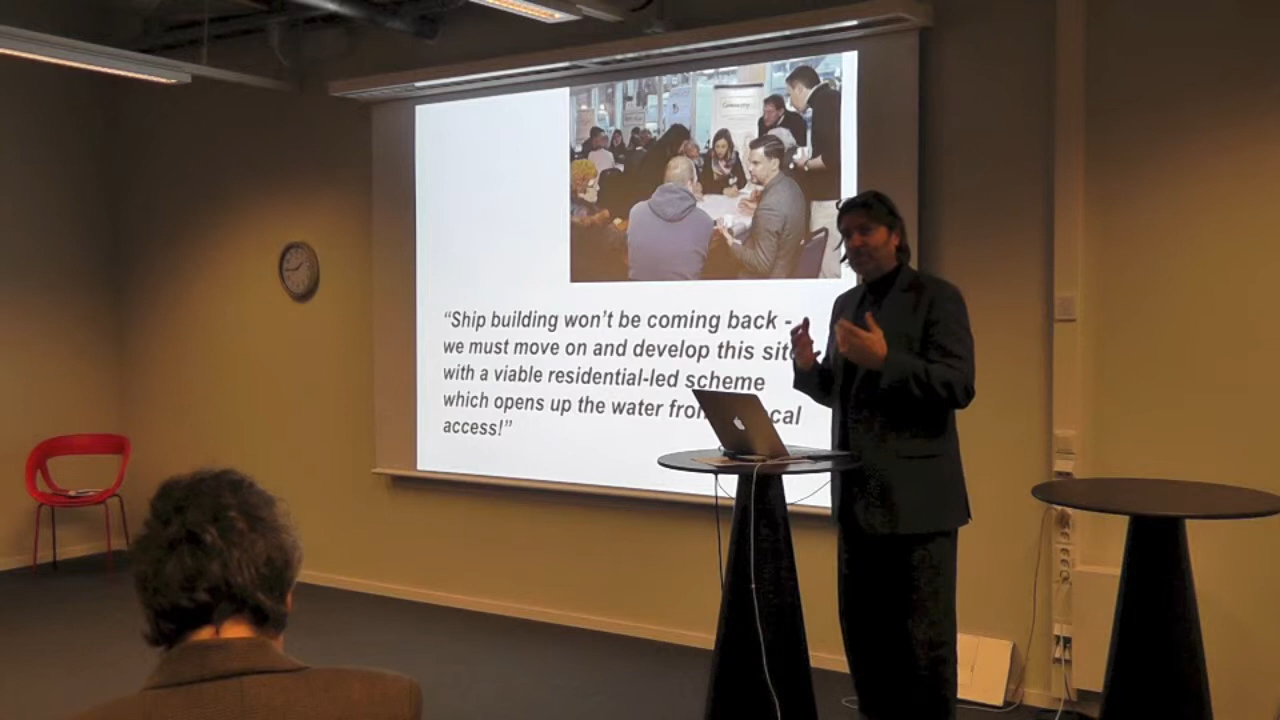 “Ship building won’t be coming back -
we must move on and develop this sit
with a viable residential-led scheme
which opens up the water fro cal
access!”